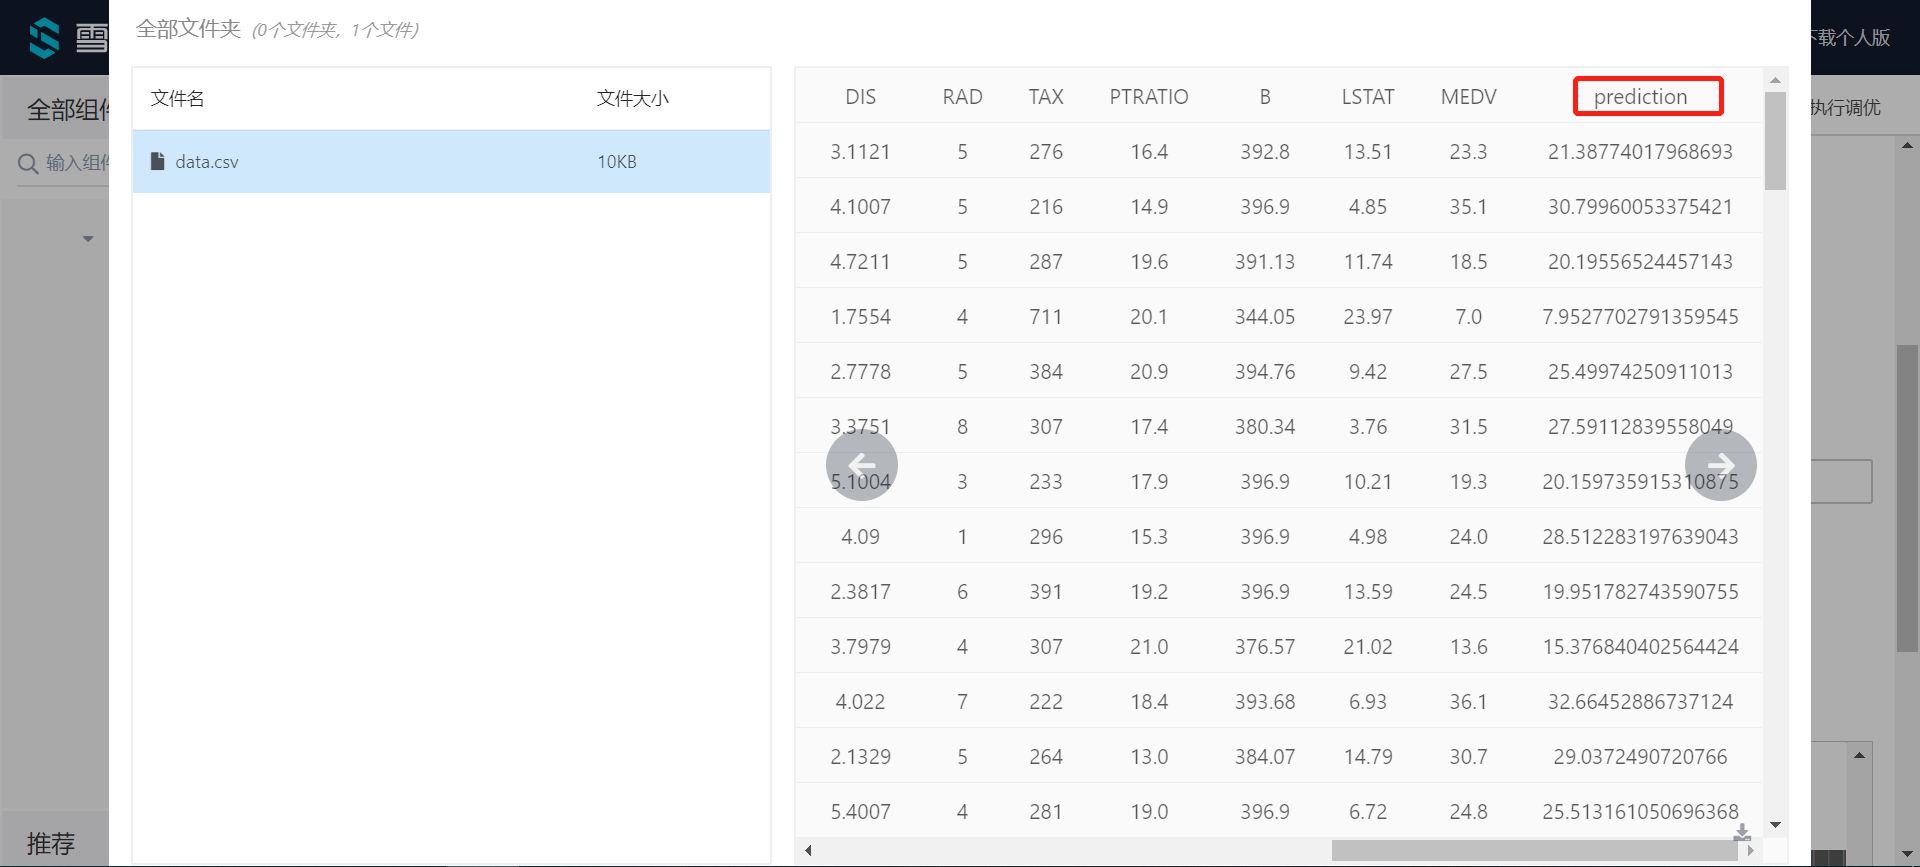 雪
下载个人版
全部文件夹 (0个文件夹, 1个文件)
全部组件
执行调优
输入组件
文件名 文件大小
data.csv 10KB
DIS RAD TAX PTRATIO B LSTAT MEDV prediction
3.1121 5 276 16.4 392.8 13.51 23.3 21.38774017968693
4.1007 5 216 14.9 396.9 4.85 35.1 30.79960053375421
4.7211 5 287 19.6 391.13 11.74 18.5 20.19556524457143
1.7554 4 711 20.1 344.05 23.97 7.0 7.9527702791359545
2.7778 5 384 20.9 394.76 9.42 27.5 25.49974250911013
3.3751 8 307 17.4 380.34 3.76 31.5 27.59112839558049
5.1004 3 233 17.9 396.9 10.21 19.3 20.159735915310875
4.09 1 296 15.3 396.9 4.98 24.0 28.512283197639043
2.3817 6 391 19.2 396.9 13.59 24.5 19.951782743590755
3.7979 4 307 21.0 376.57 21.02 13.6 15.376840402564424
4.022 7 222 18.4 393.68 6.93 36.1 32.66452886737124
2.1329 5 264 13.0 384.07 14.79 30.7 29.0372490720766
5.4007 4 281 19.0 396.9 6.72 24.8 25.513161050696368
推荐